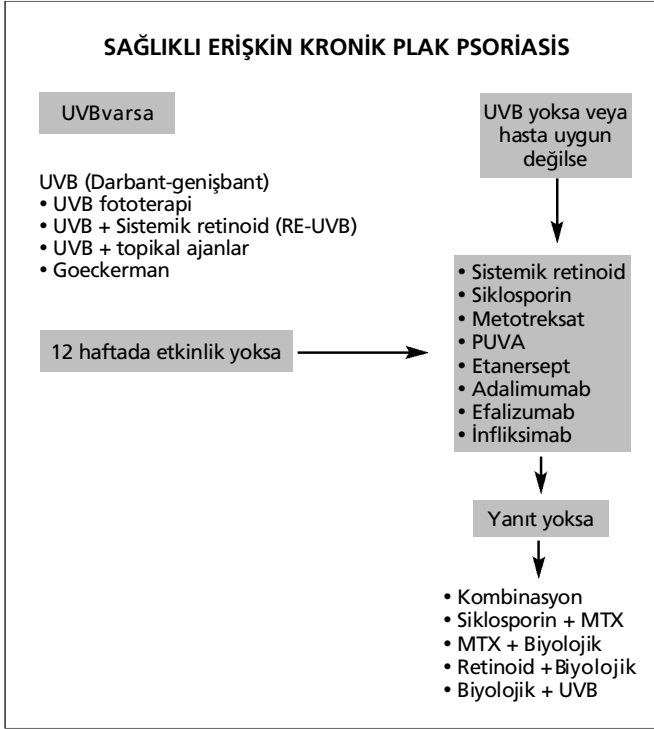 SAĞLIKLI ERİŞKİN KRONİK PLAK PSORIASIS
UVBvarsa
UVB (Darbant-genişbant)
• UVB fototerapi
• UVB + Sistemik retinoid (RE-UVB)
• UVB + topikal ajanlar
• Goeckerman
12 haftada etkinlik yoksa
UVB yoksa veya
hasta uygun
değilse
• Sistemik retinoid
• Siklosporin
• Metotreksat
• PUVA
• Etanersept
• Adalimumab
• Efalizumab
• İnfliksimab
Yanıt yoksa
• Kombinasyon
• Siklosporin + MTX
• MTX + Biyolojik
• Retinoid +Biyolojik
• Biyolojik + UVB